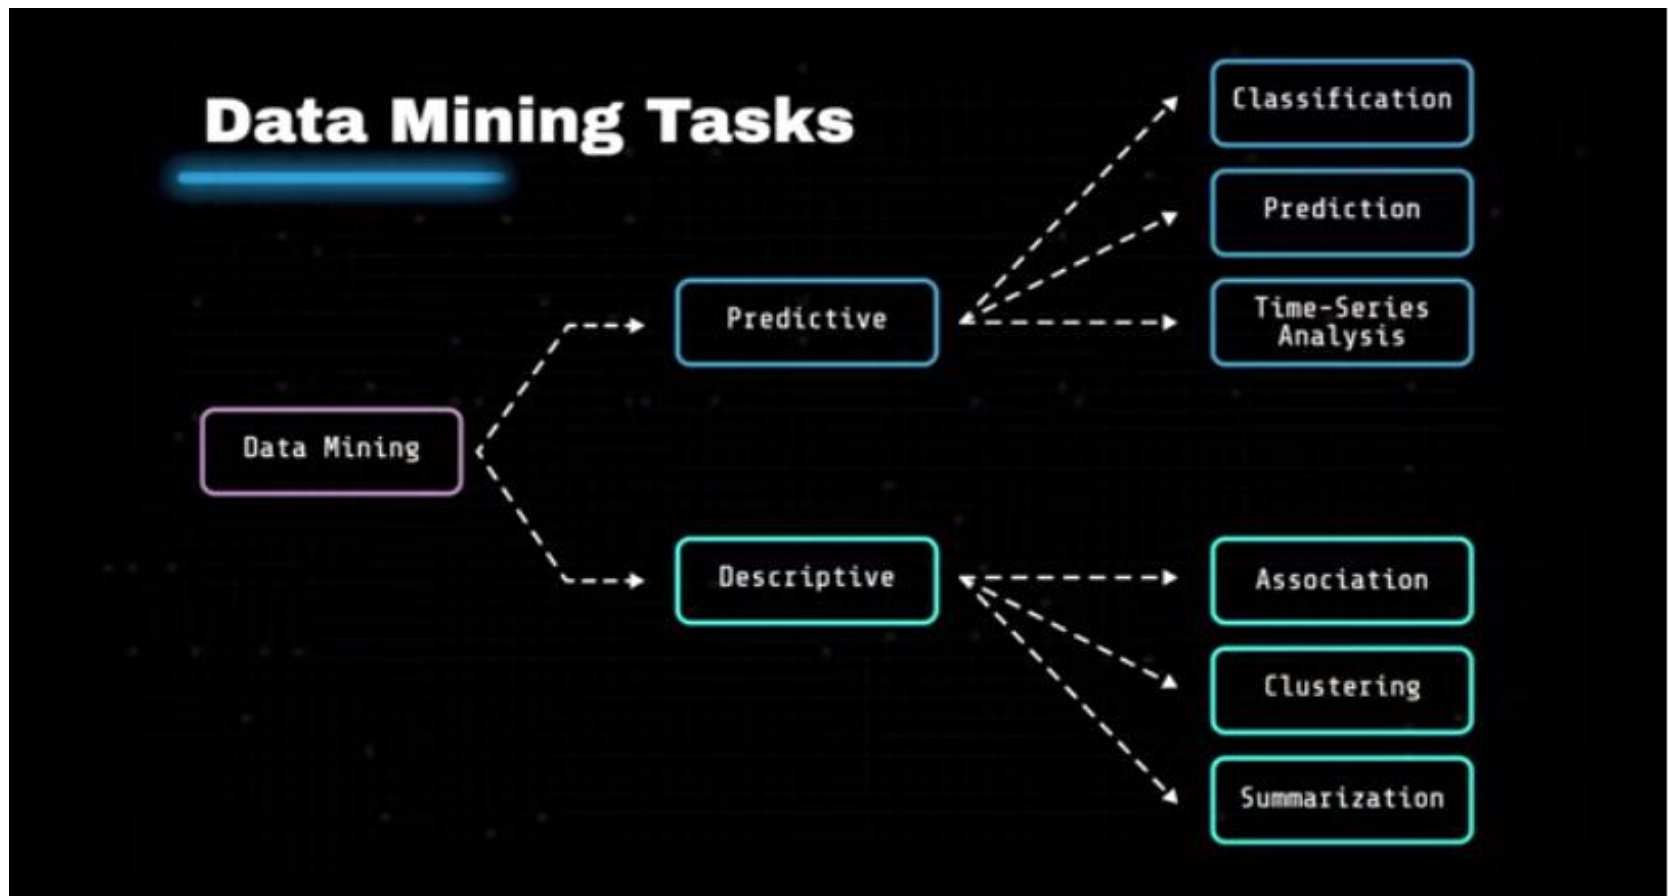 Data Mining Tasks
Classification
Prediction
Time-Series
Analysis
Predictive
Data Mining
Descriptive
Association
Clustering
Summarization